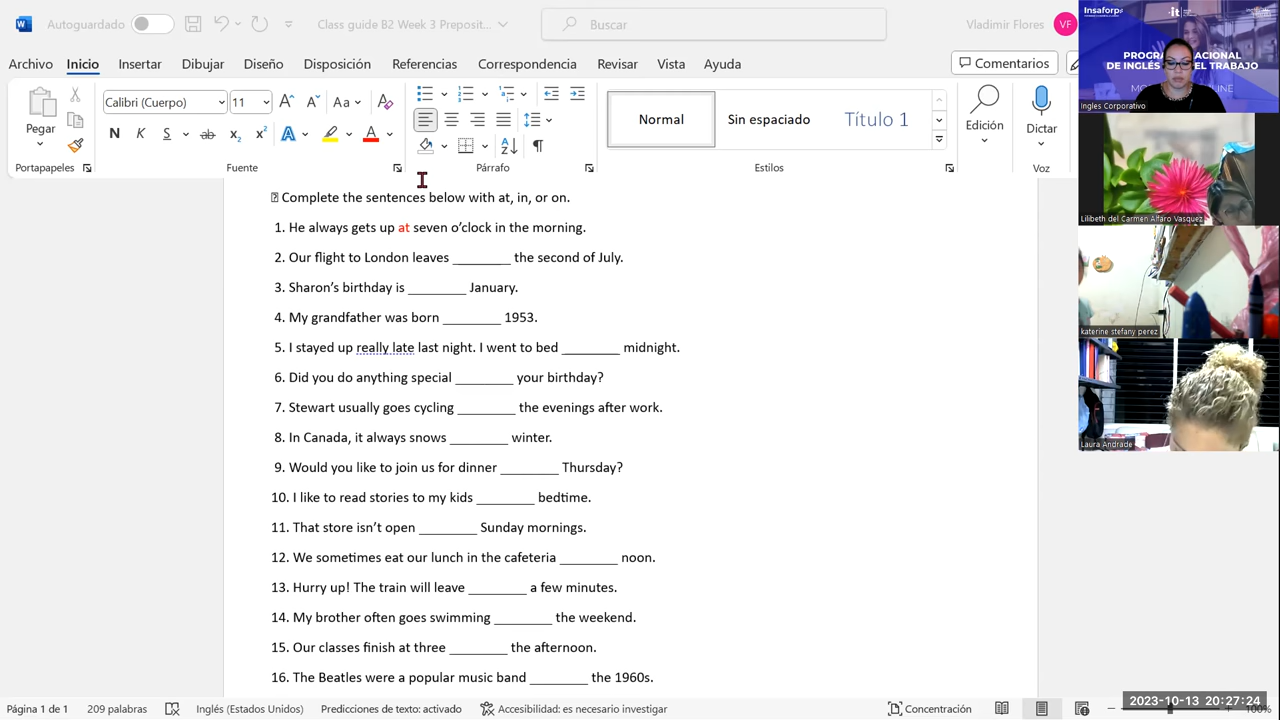 Autoguardado
Class guide B2: Week 3 Preposit...
Buscar
Vladimir Flores
VF
Archivo
Inicio
Insertar
Dibujar
Diseño
Disposición
Referencias
Correspondencia
Revisar
Vista
Ayuda
Comentarios
Pegar
Calibri (Cuerpo)
11
Normal
Sin espaciado
Título 1
Edición
Dictar
Portapapeles
Fuente
Párrafo
Estilos
Voz
Complete the sentences below with at, in, or on.
1. He always gets up at seven o’clock in the morning.
2. Our flight to London leaves ________ the second of July.
3. Sharon’s birthday is ________ January.
4. My grandfather was born ________ 1953.
5. I stayed up really late last night. I went to bed ________ midnight.
6. Did you do anything special ________ your birthday?
7. Stewart usually goes cycling ________ the evenings after work.
8. In Canada, it always snows ________ winter.
9. Would you like to join us for dinner ________ Thursday?
10. I like to read stories to my kids ________ bedtime.
11. That store isn’t open ________ Sunday mornings.
12. We sometimes eat our lunch in the cafeteria ________ noon.
13. Hurry up! The train will leave ________ a few minutes.
14. My brother often goes swimming ________ the weekend.
15. Our classes finish at three ________ the afternoon.
16. The Beatles were a popular music band ________ the 1960s.
Insaforp
Ingles Corporativo
Lilibeth del Carmen Alfaro Vasquez
katerine stefany perez
Laura Andrade
Página 1 de 1
209 palabras
Inglés (Estados Unidos)
Predicciones de texto: activado
Accesibilidad: es necesario investigar
Concentración
2023-10-13 20:27:24
100%